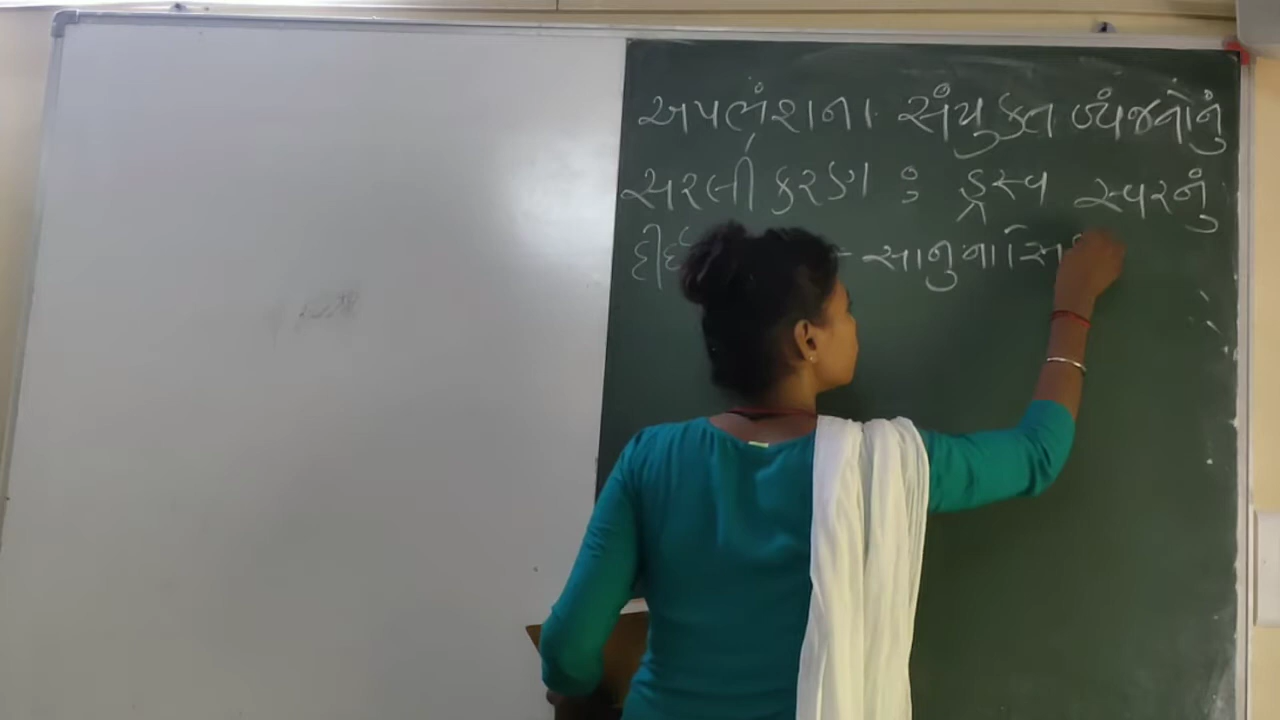 અપભ્રંશના સંયુક્ત વ્યંજનોનું
સરલીકરણ ઃ હ્રસ્વ સ્વરનું
સાનુનાસિ